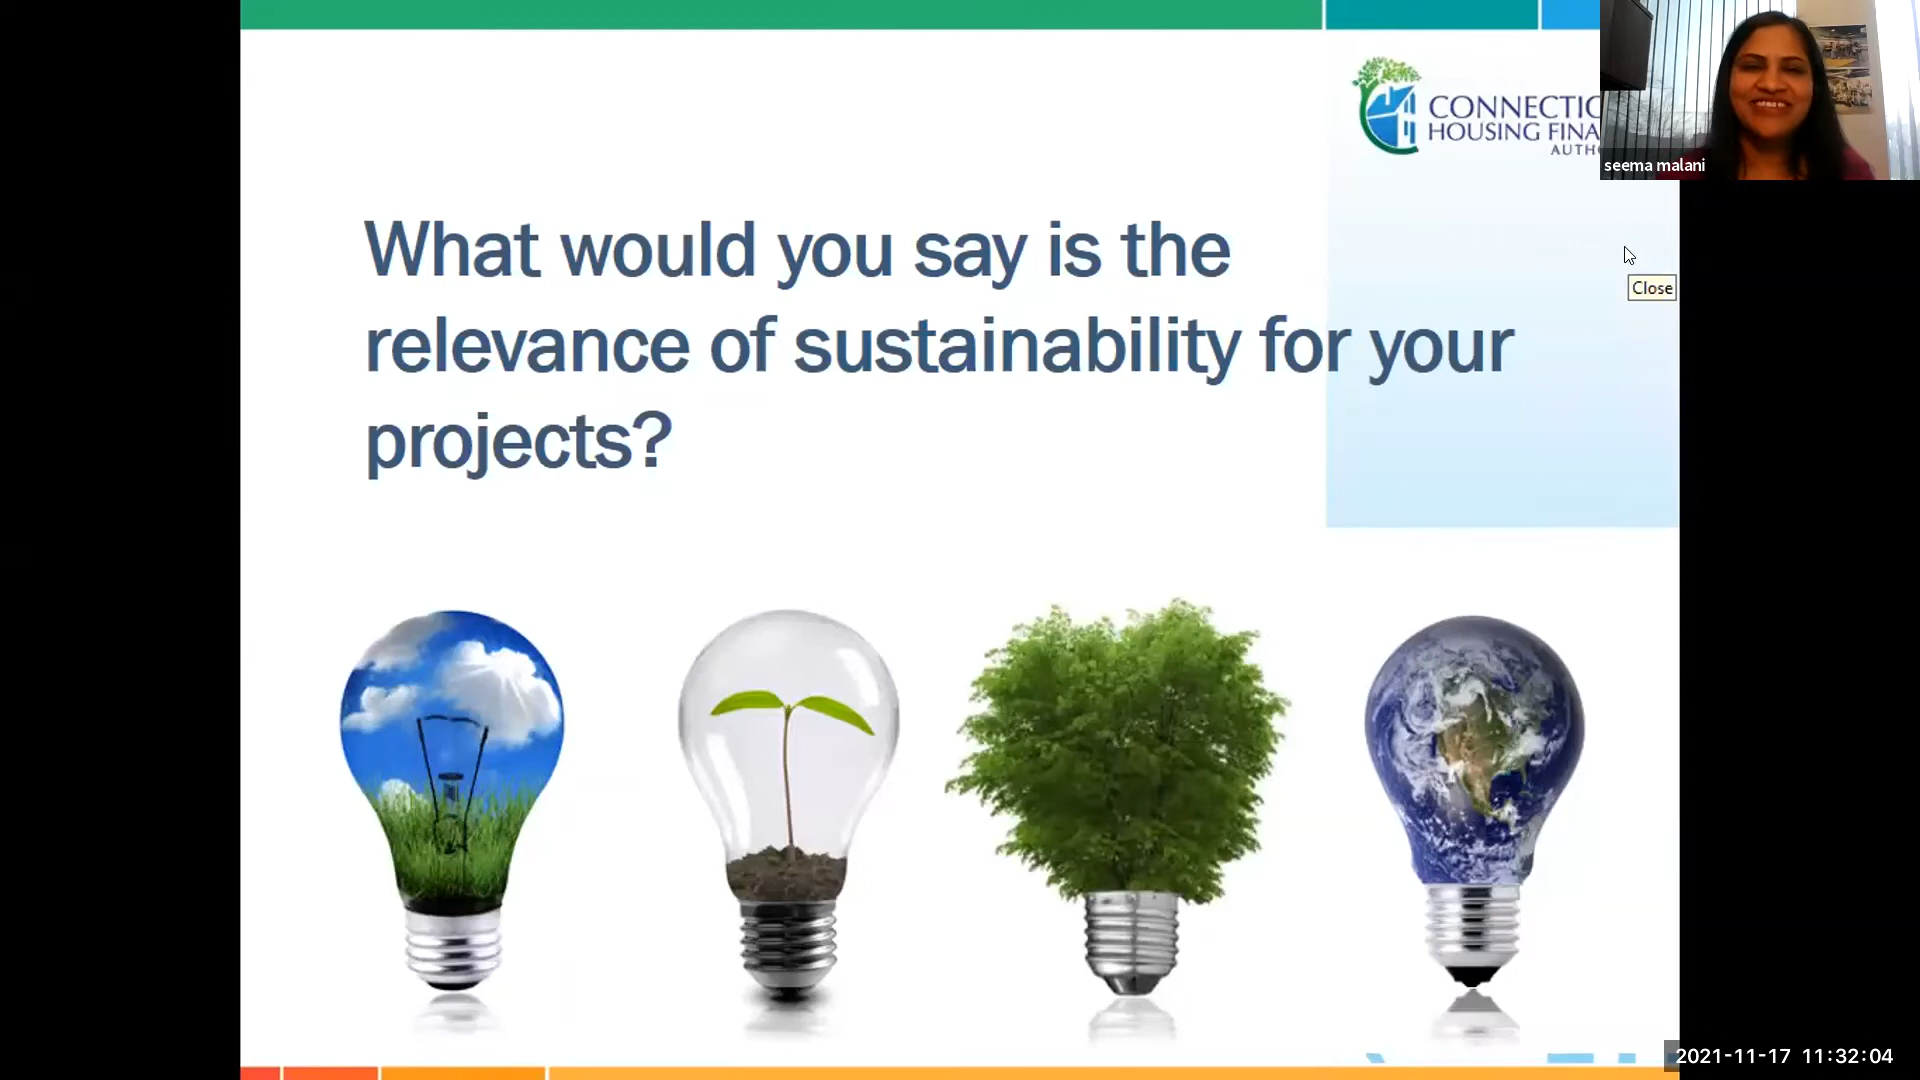 CONNECTIC
HOUSING FINA
AUTH
seema malani
What would you say is the
Close
relevance of sustainability for your
projects?
2021-11-17 11:32:04